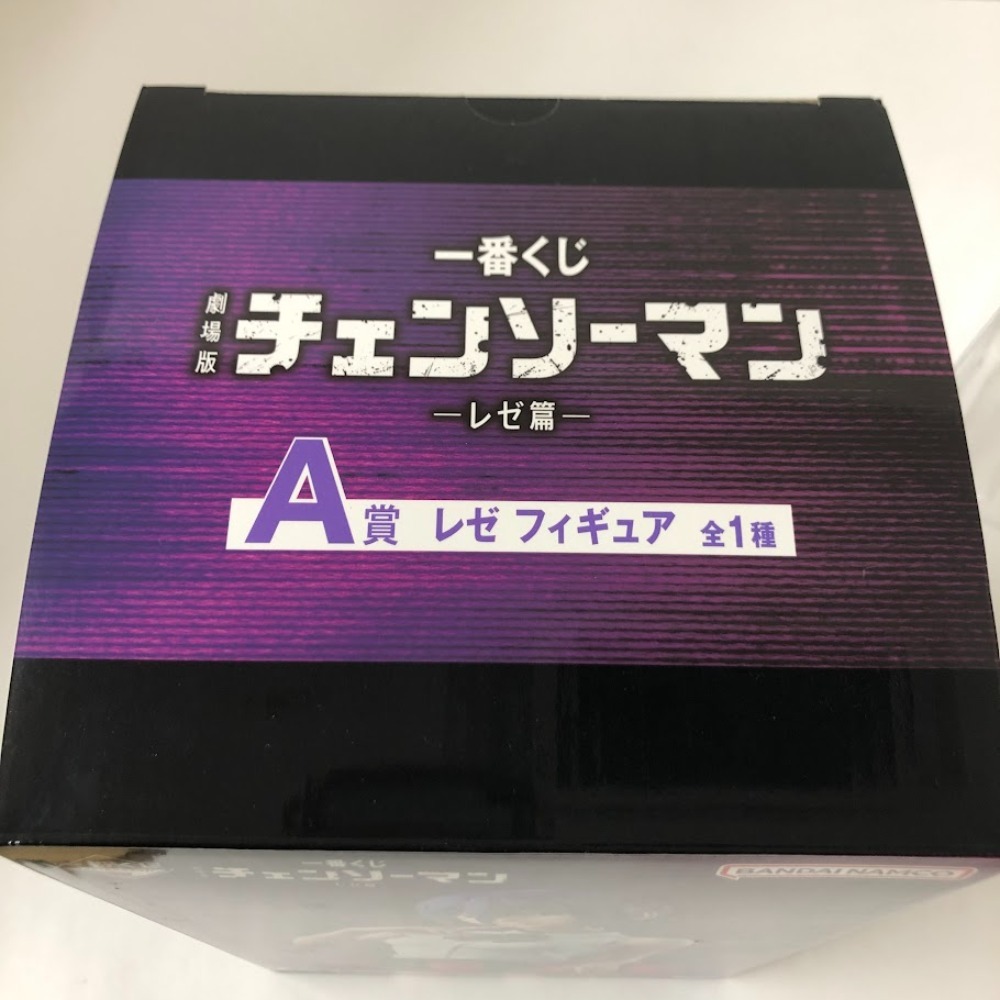 一番くじ
劇場版
チェンソーマン
—レゼ篇—
A賞 レゼ フィギュア 全1種
一番くじ
チェンソーマン
BANDAI NAMCO